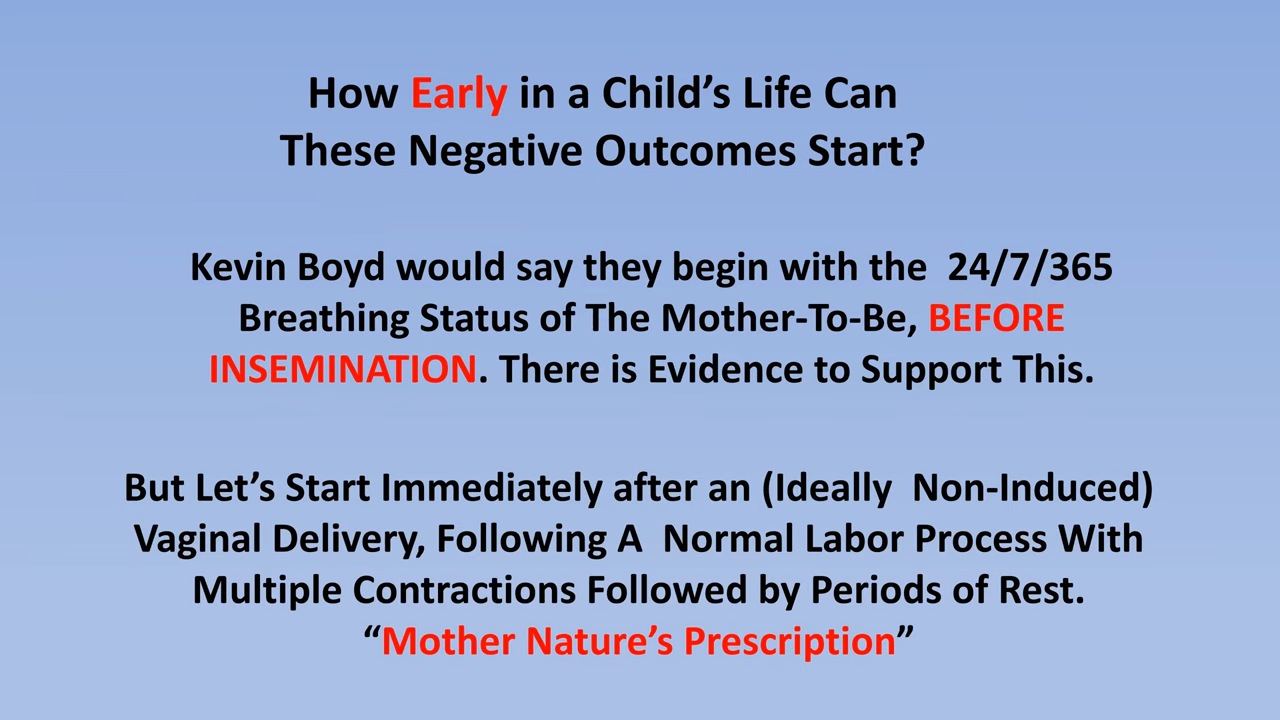 How Early in a Child’s Life Can
These Negative Outcomes Start?
Kevin Boyd would say they begin with the 24/7/365
Breathing Status of The Mother-To-Be, BEFORE
INSEMINATION. There is Evidence to Support This.
But Let’s Start Immediately after an (Ideally Non-Induced)
Vaginal Delivery, Following A Normal Labor Process With
Multiple Contractions Followed by Periods of Rest.
“Mother Nature’s Prescription”